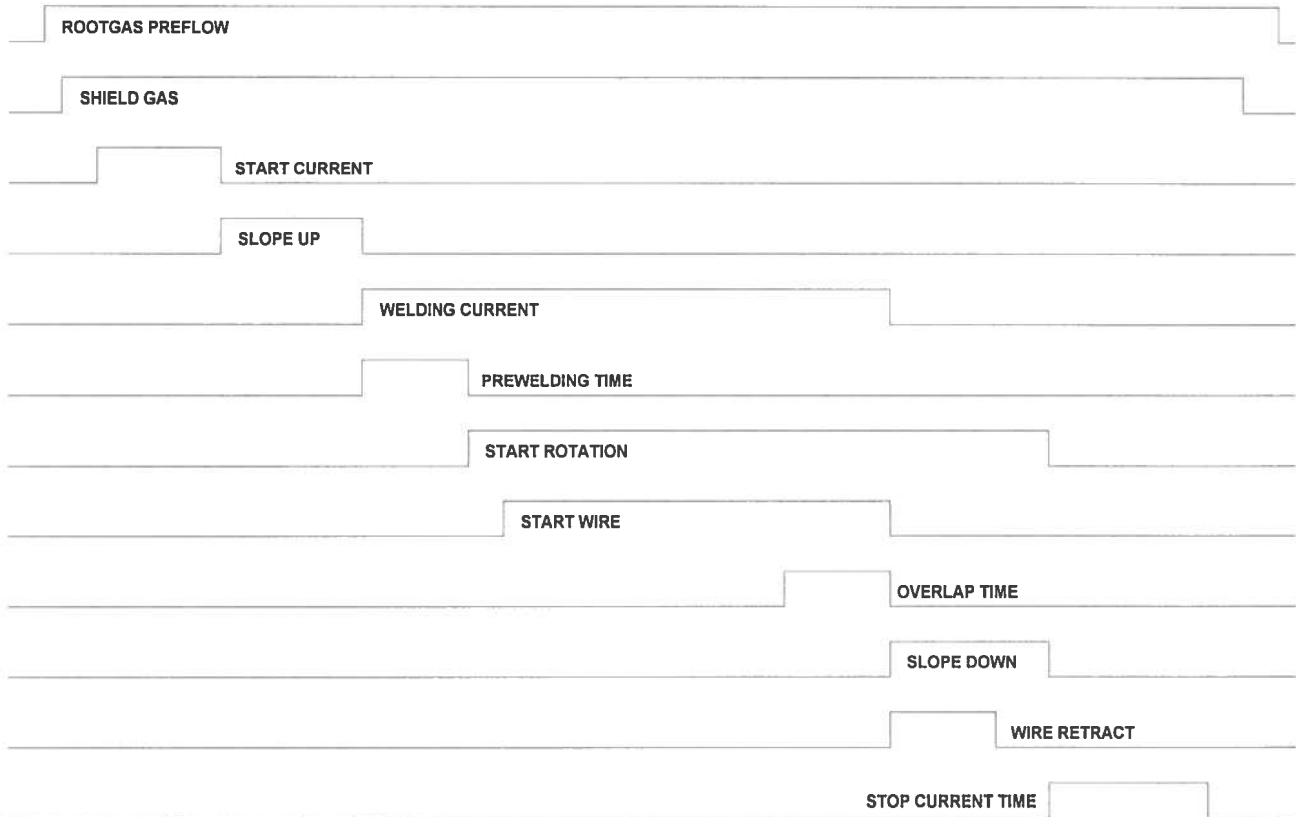 ROOTGAS PREFLOW
SHIELD GAS
START CURRENT
SLOPE UP
WELDING CURRENT
PREWELDING TIME
START ROTATION
START WIRE
OVERLAP TIME
SLOPE DOWN
WIRE RETRACT
STOP CURRENT TIME